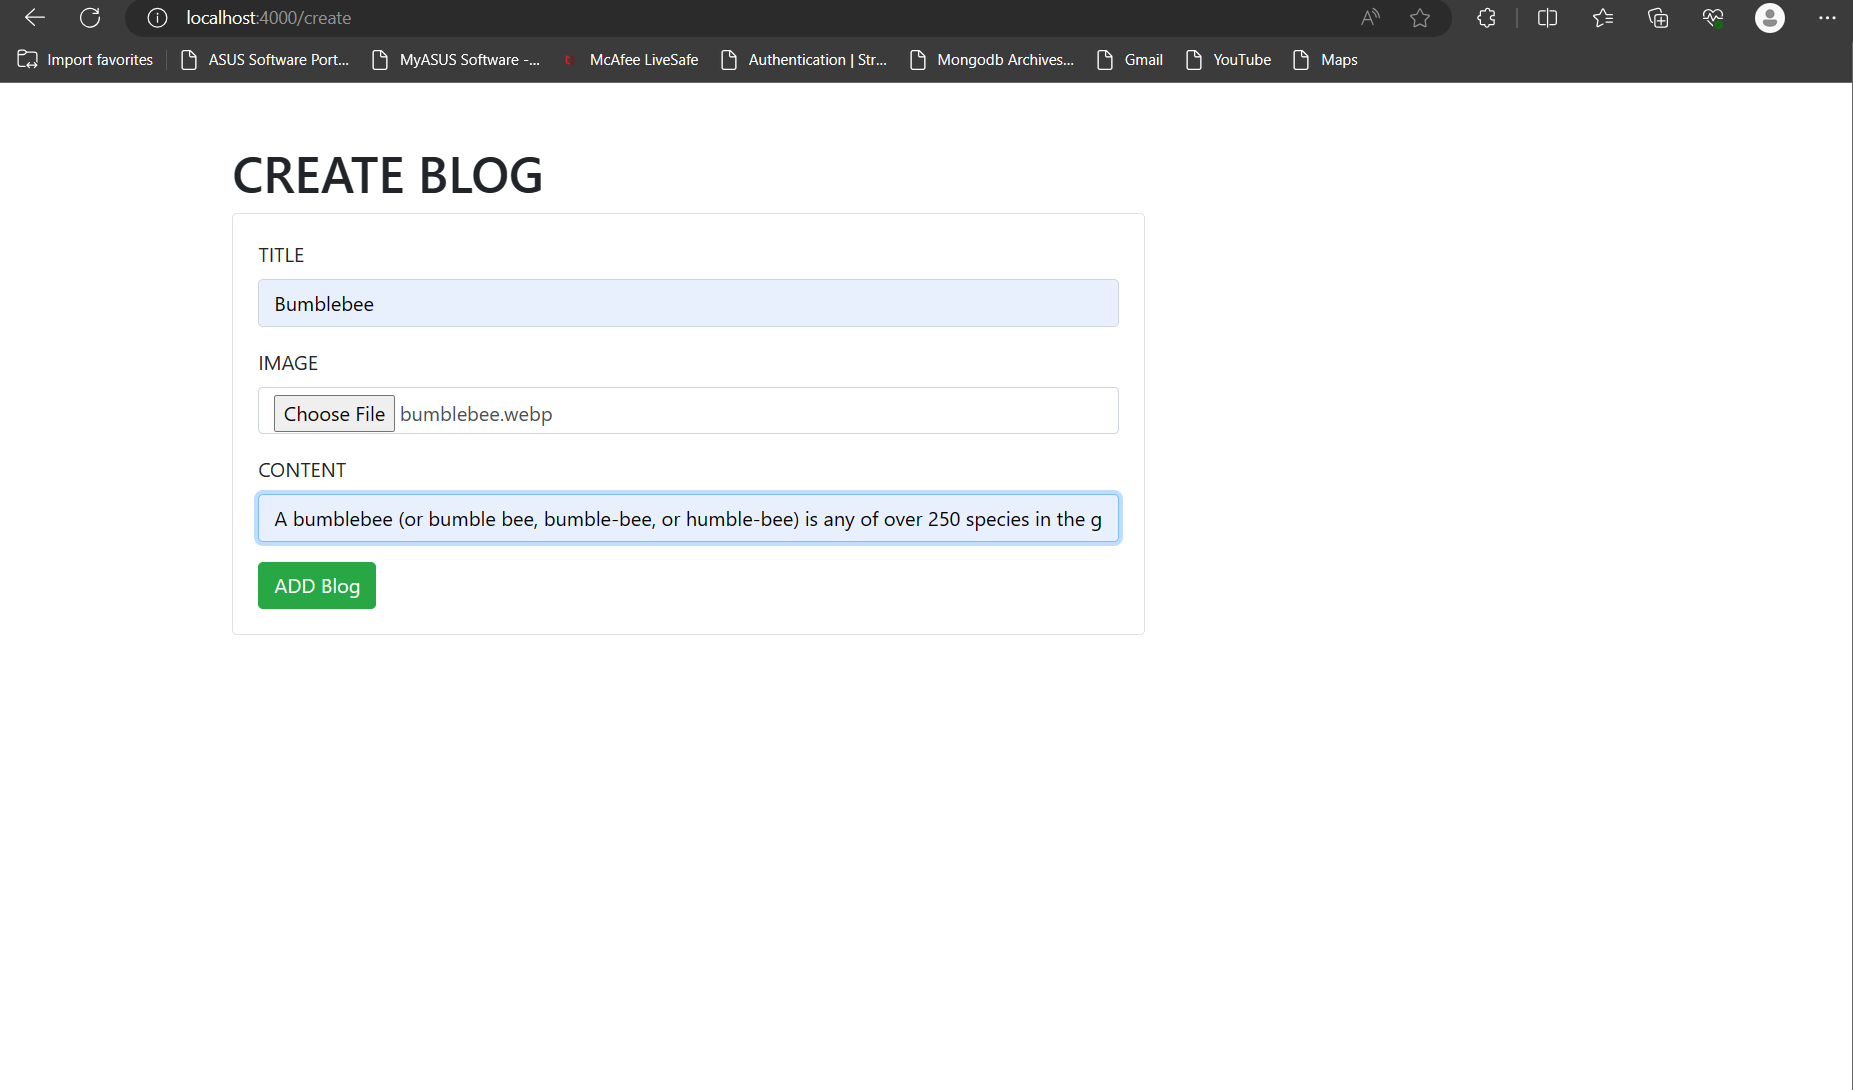 localhost:4000/create
Import favorites ASUS Software Port... MyASUS Software -... McAfee LiveSafe Authentication | Str... Mongodb Archives... Gmail YouTube Maps
CREATE BLOG
TITLE
Bumblebee
IMAGE
Choose File bumblebee.webp
CONTENT
A bumblebee (or bumble bee, bumble-bee, or humble-bee) is any of over 250 species in the g
ADD Blog